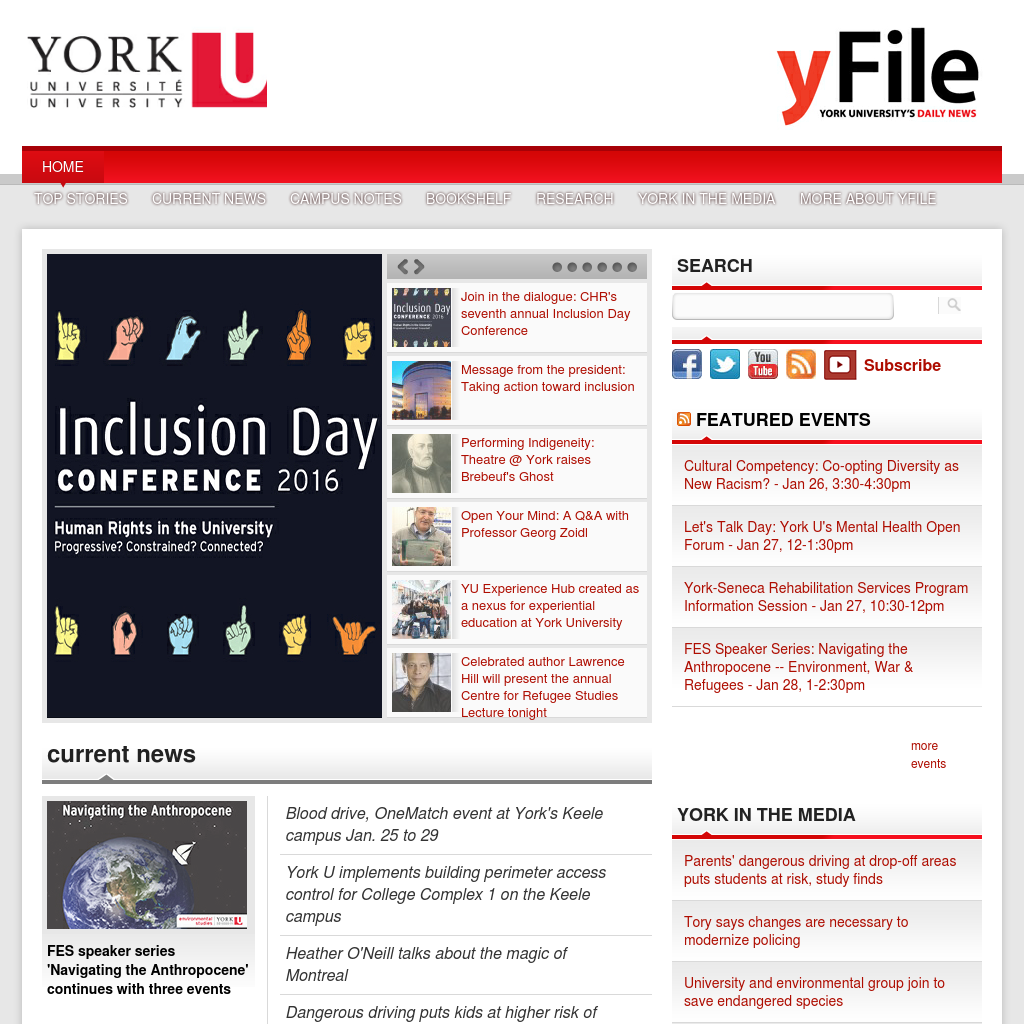 YORK U
UNIVERSITÉ
UNIVERSITY
yFile
YORK UNIVERSITY'S DAILY NEWS
HOME
TOP STORIES CURRENT NEWS CAMPUS NOTES BOOKSHELF RESEARCH YORK IN THE MEDIA MORE ABOUT YFILE
Inclusion Day
CONFERENCE 2016
Human Rights in the University
Progressive? Constrained? Connected?
Inclusion Day
CONFERENCE 2016
Join in the dialogue: CHR's
seventh annual Inclusion Day
Conference
Message from the president:
Taking action toward inclusion
Performing Indigeneity:
Theatre @ York raises
Brebeuf's Ghost
Open Your Mind: A Q&A with
Professor Georg Zoidl
YU Experience Hub created as
a nexus for experiential
education at York University
Celebrated author Lawrence
Hill will present the annual
Centre for Refugee Studies
Lecture tonight
current news
Navigating the Anthropocene
environmental
studies
YORK U
FES speaker series
'Navigating the Anthropocene'
continues with three events
Blood drive, OneMatch event at York's Keele
campus Jan. 25 to 29
York U implements building perimeter access
control for College Complex 1 on the Keele
campus
Heather O'Neill talks about the magic of
Montreal
Dangerous driving puts kids at higher risk of
SEARCH
You
Tube
Subscribe
FEATURED EVENTS
Cultural Competency: Co-opting Diversity as
New Racism? - Jan 26, 3:30-4:30pm
Let's Talk Day: York U's Mental Health Open
Forum - Jan 27, 12-1:30pm
York-Seneca Rehabilitation Services Program
Information Session - Jan 27, 10:30-12pm
FES Speaker Series: Navigating the
Anthropocene -- Environment, War &
Refugees - Jan 28, 1-2:30pm
more
events
YORK IN THE MEDIA
Parents' dangerous driving at drop-off areas
puts students at risk, study finds
Tory says changes are necessary to
modernize policing
University and environmental group join to
save endangered species